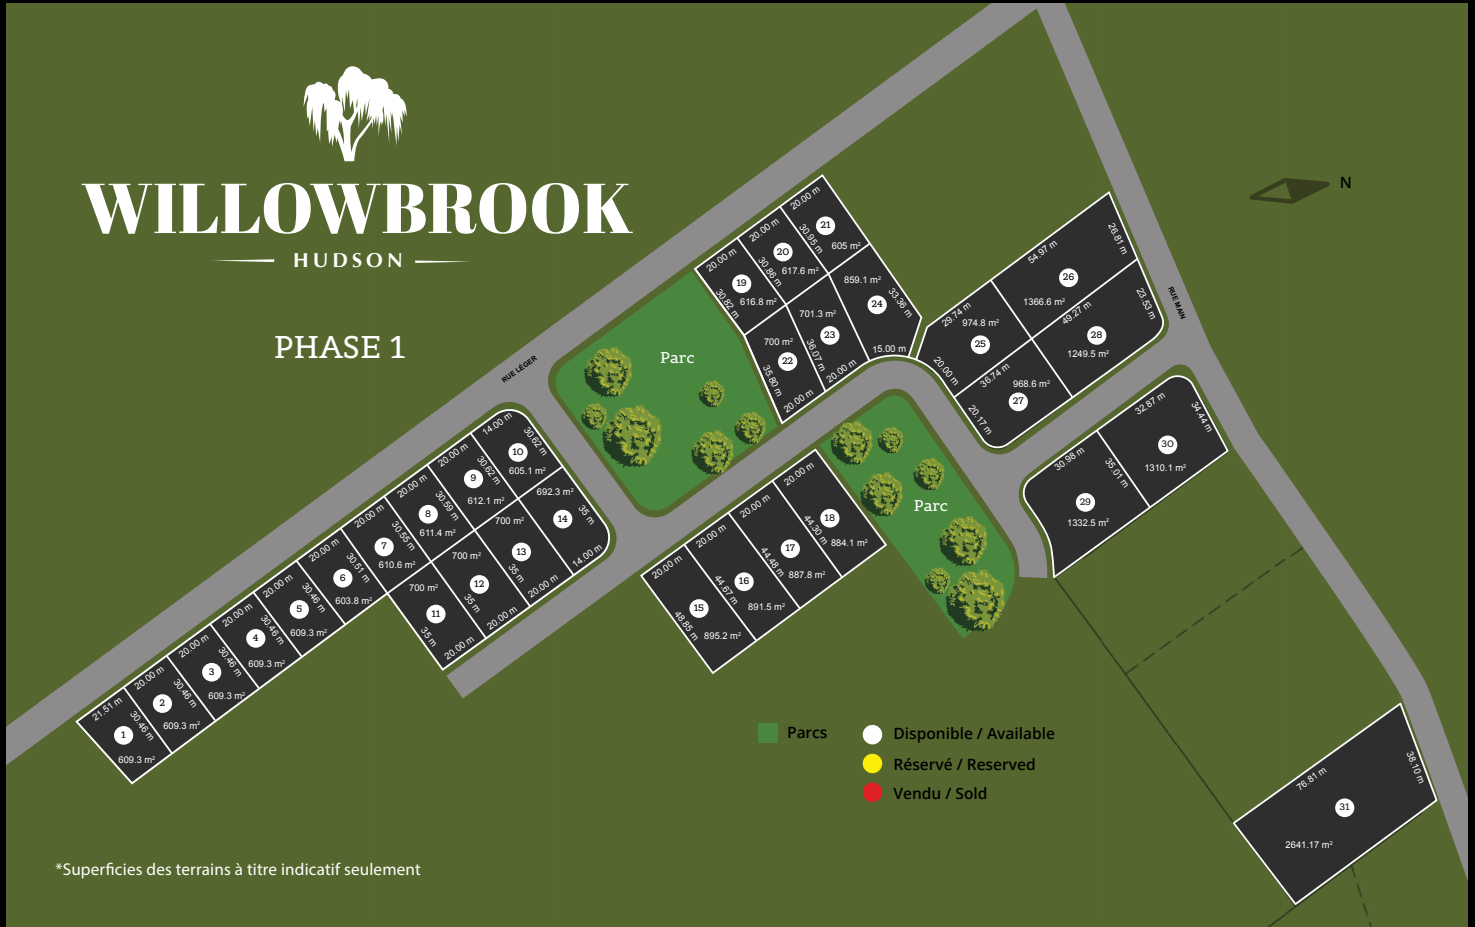 WILLOWBROOK
HUDSON
PHASE 1
RUE LÉGER
RUE MAIN
N
Parc
Parc
21.51 m
30.46 m
1
609.3 m²
20.00 m
30.46 m
2
609.3 m²
20.00 m
30.46 m
3
609.3 m²
20.00 m
30.46 m
4
609.3 m²
20.00 m
30.46 m
5
609.3 m²
20.00 m
30.51 m
6
603.8 m²
20.00 m
30.55 m
7
610.6 m²
20.00 m
30.59 m
8
611.4 m²
20.00 m
30.62 m
9
612.1 m²
14.00 m
30.62 m
10
605.1 m²
700 m²
11
35 m
20.00 m
700 m²
12
35 m
20.00 m
700 m²
13
35 m
20.00 m
692.3 m²
35 m
14
14.00 m
20.00 m
15
48.85 m
895.2 m²
20.00 m
44.67 m
16
891.5 m²
20.00 m
44.48 m
17
887.8 m²
20.00 m
44.30 m
18
884.1 m²
20.00 m
19
30.82 m
616.8 m²
20.00 m
30.86 m
20
617.6 m²
20.00 m
30.95 m
21
605 m²
700 m²
22
35.80 m
20.00 m
701.3 m²
23
36.07 m
20.00 m
859.1 m²
33.36 m
24
15.00 m
29.74 m
974.8 m²
25
20.00 m
54.97 m
26.81 m
26
1366.6 m²
36.74 m
968.6 m²
27
20.17 m
49.27 m
23.53 m
28
1249.5 m²
30.98 m
35.01 m
29
1332.5 m²
32.87 m
34.44 m
30
1310.1 m²
76.81 m
38.10 m
31
2641.17 m²
Parcs
Disponible / Available
Réservé / Reserved
Vendu / Sold
*Superficies des terrains à titre indicatif seulement